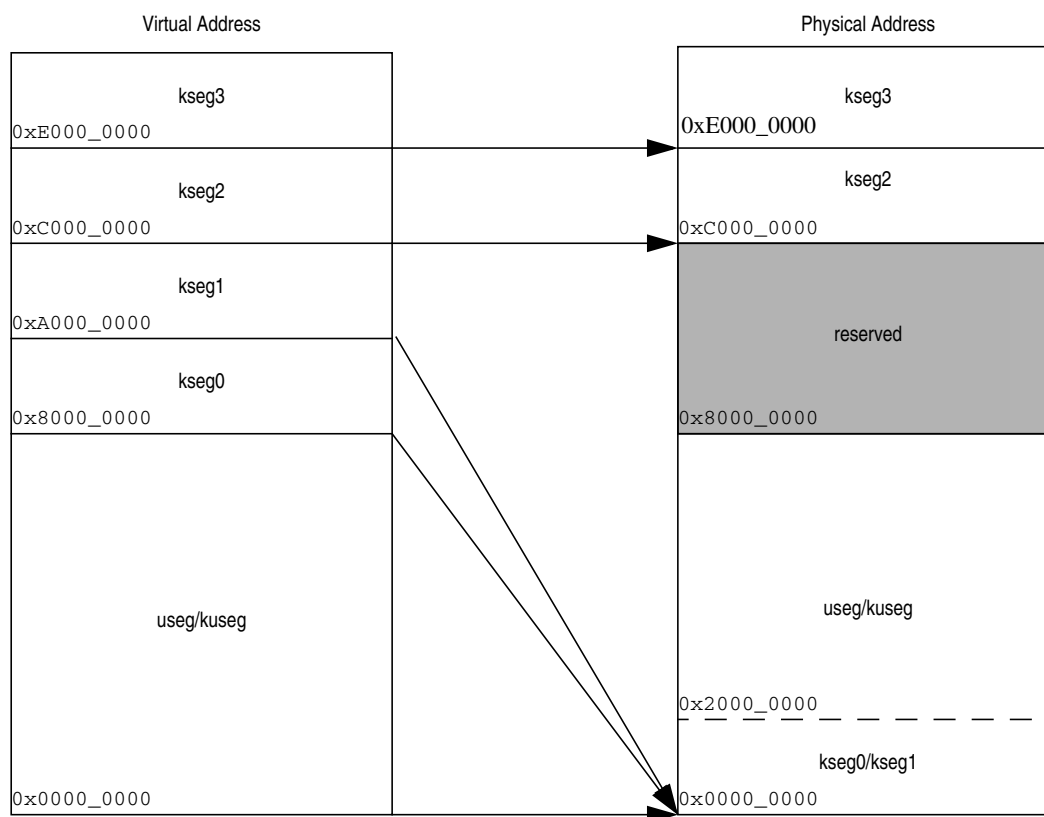 Virtual Address
kseg3
0xE000_0000
kseg2
0xC000_0000
kseg1
0xA000_0000
kseg0
0x8000_0000
useg/kuseg
0x0000_0000
Physical Address
kseg3
0xE000_0000
kseg2
0xC000_0000
reserved
0x8000_0000
useg/kuseg
0x2000_0000
kseg0/kseg1
0x0000_0000